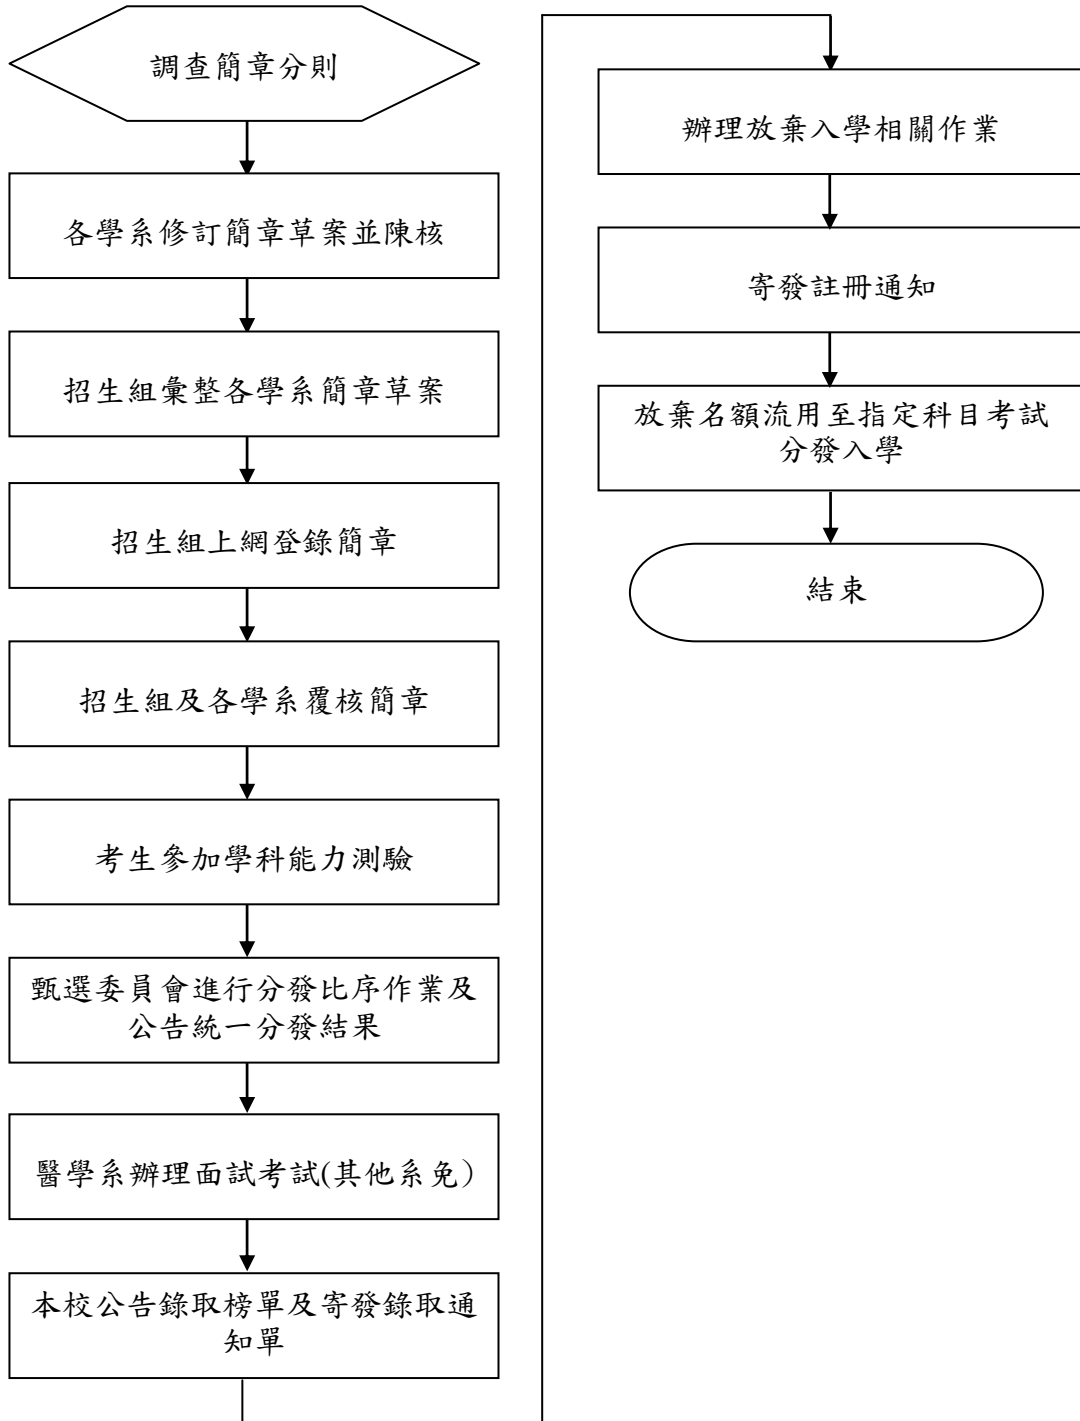 調查簡章分則
各學系修訂簡章草案並陳核
招生組彙整各學系簡章草案
招生組上網登錄簡章
招生組及各學系覆核簡章
考生參加學科能力測驗
甄選委員會進行分發比序作業及
公告統一分發結果
醫學系辦理面試考試(其他系免）
本校公告錄取榜單及寄發錄取通
知單
辦理放棄入學相關作業
寄發註冊通知
放棄名額流用至指定科目考試
分發入學
結束